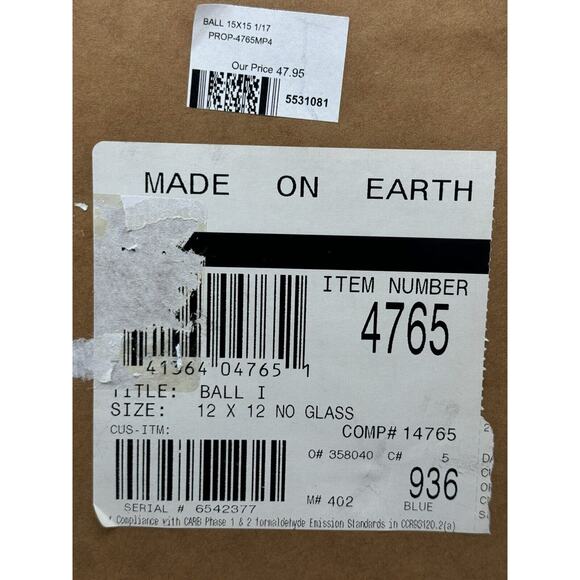 BALL 15X15 1/17
PROP-4765MP4
Our Price 47.95
5531081
MADE ON EARTH
ITEM NUMBER
4765
41364 04765 1
TITLE: BALL I
SIZE: 12 X 12 NO GLASS
CUS-ITM:
COMP# 14765
O# 358040 C# 5
936
M# 402
BLUE
SERIAL # 6542377
Compliance with CARB Phase 1 & 2 formaldehyde Emission Standards in CCR93120.2(a)